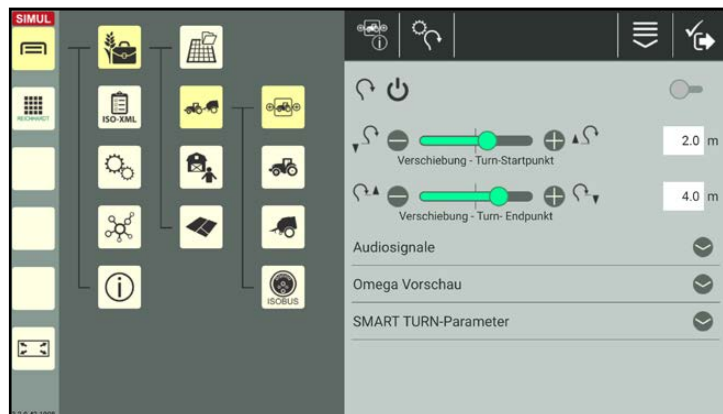 SIMUL
REICHHARDT
ISO-XML
ISOBUS
2.0 m
Verschiebung - Turn-Startpunkt
4.0 m
Verschiebung - Turn- Endpunkt
Audiosignale
Omega Vorschau
SMART TURN-Parameter